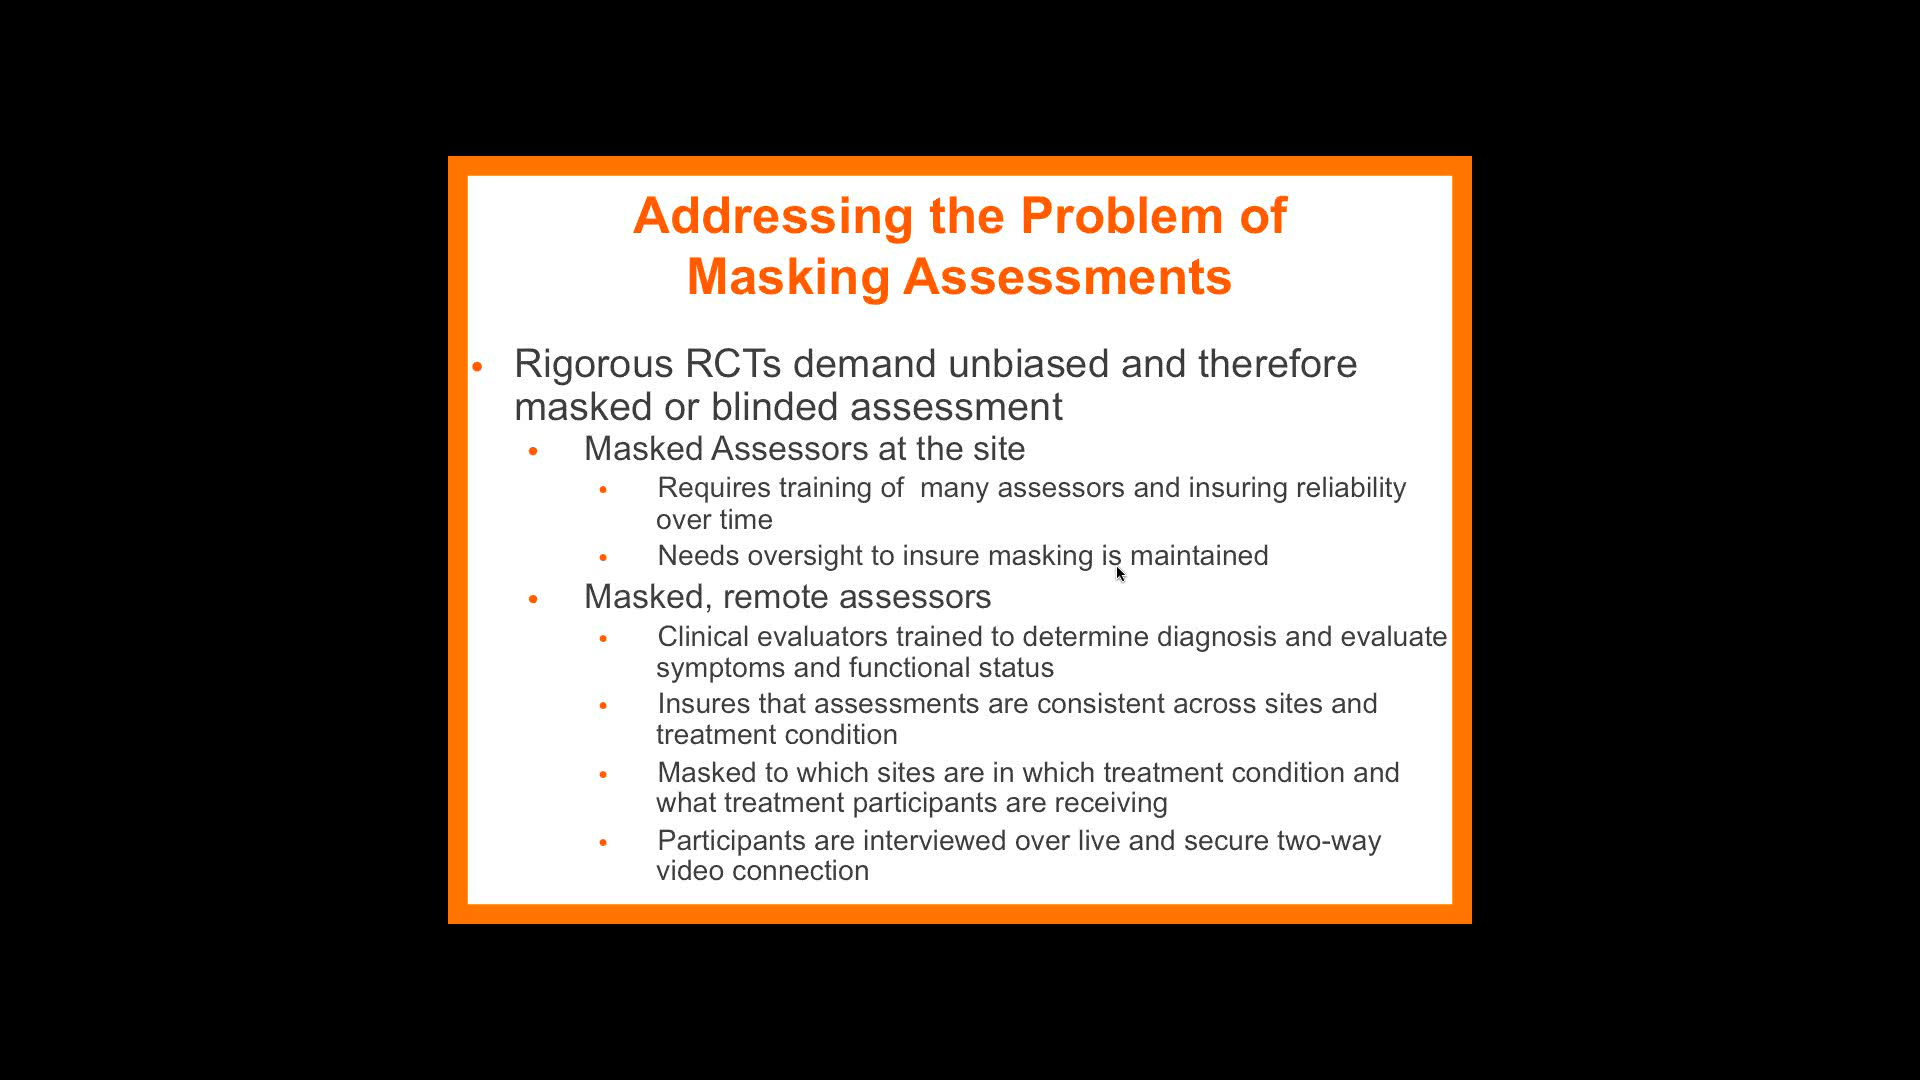 Addressing the Problem of
Masking Assessments
• Rigorous RCTs demand unbiased and therefore
masked or blinded assessment
• Masked Assessors at the site
• Requires training of  many assessors and insuring reliability
over time
• Needs oversight to insure masking is maintained
• Masked, remote assessors
• Clinical evaluators trained to determine diagnosis and evaluate
symptoms and functional status
• Insures that assessments are consistent across sites and
treatment condition
• Masked to which sites are in which treatment condition and
what treatment participants are receiving
• Participants are interviewed over live and secure two-way
video connection